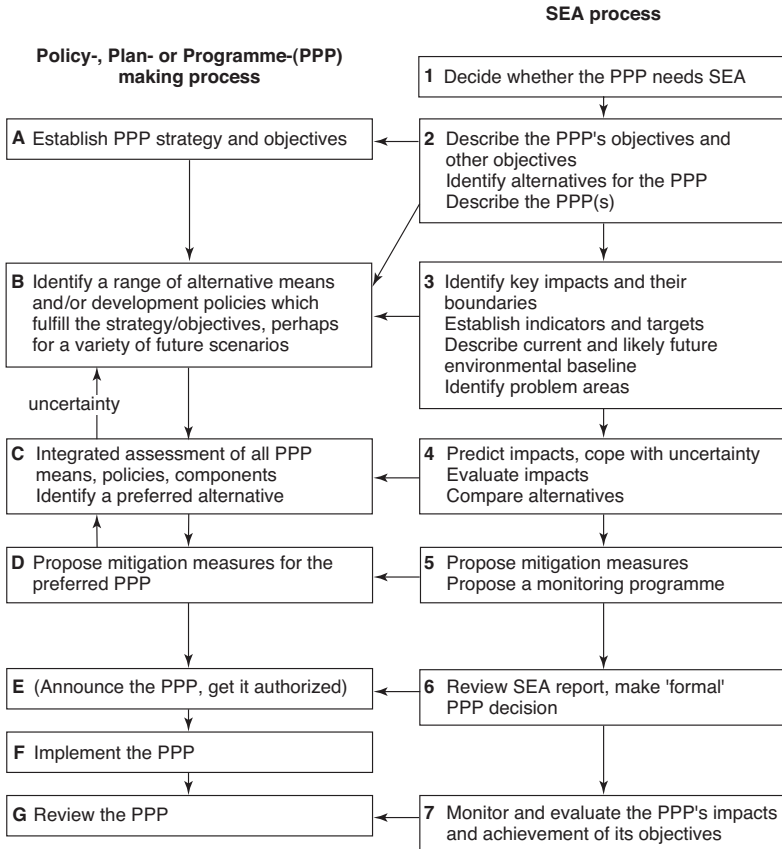 SEA process
Policy-, Plan- or Programme-(PPP)
making process
1 Decide whether the PPP needs SEA
A Establish PPP strategy and objectives
2 Describe the PPP's objectives and
other objectives
Identify alternatives for the PPP
Describe the PPP(s)
B Identify a range of alternative means
and/or development policies which
fulfill the strategy/objectives, perhaps
for a variety of future scenarios
3 Identify key impacts and their
boundaries
Establish indicators and targets
Describe current and likely future
environmental baseline
Identify problem areas
uncertainty
C Integrated assessment of all PPP
means, policies, components
Identify a preferred alternative
4 Predict impacts, cope with uncertainty
Evaluate impacts
Compare alternatives
D Propose mitigation measures for the
preferred PPP
5 Propose mitigation measures
Propose a monitoring programme
E (Announce the PPP, get it authorized)
6 Review SEA report, make 'formal'
PPP decision
F Implement the PPP
G Review the PPP
7 Monitor and evaluate the PPP's impacts
and achievement of its objectives